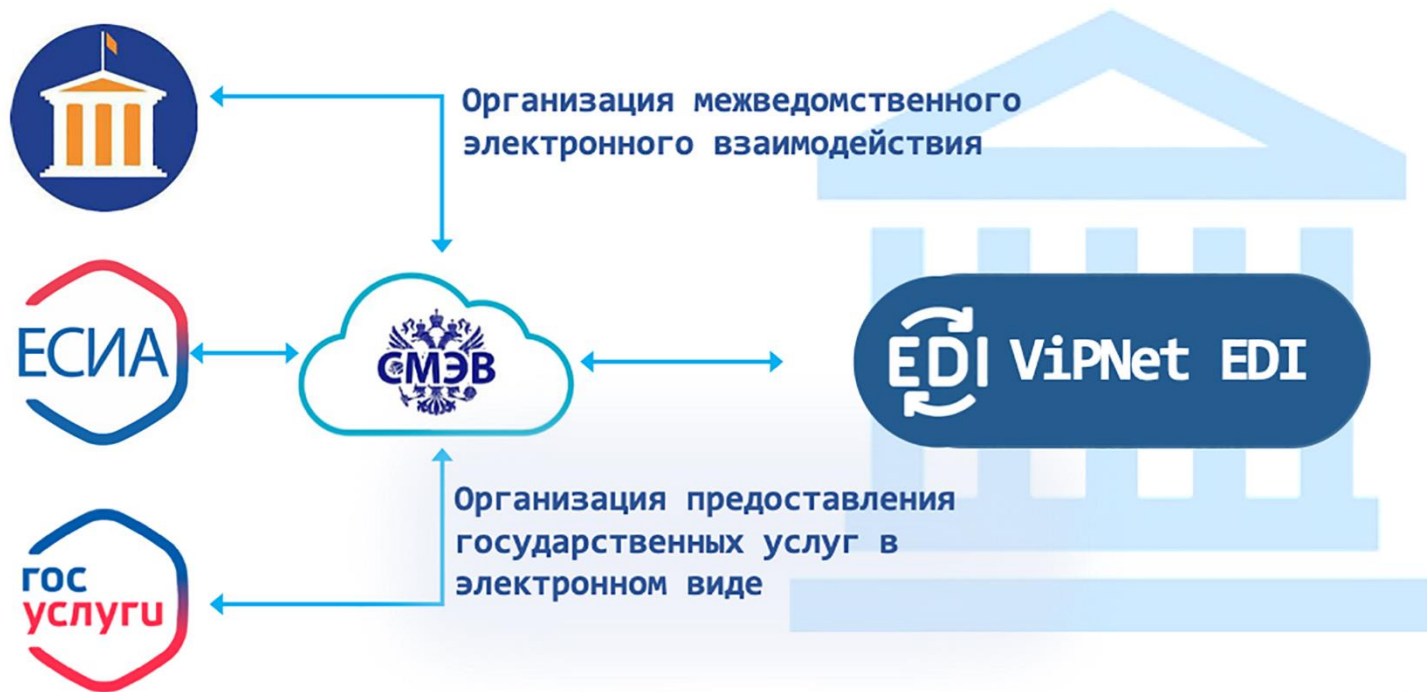 Организация межведомственного
электронного взаимодействия
ЕСИА
СМЭВ
EDI ViPNet EDI
Организация предоставления
государственных услуг в
электронном виде
гос
услуги